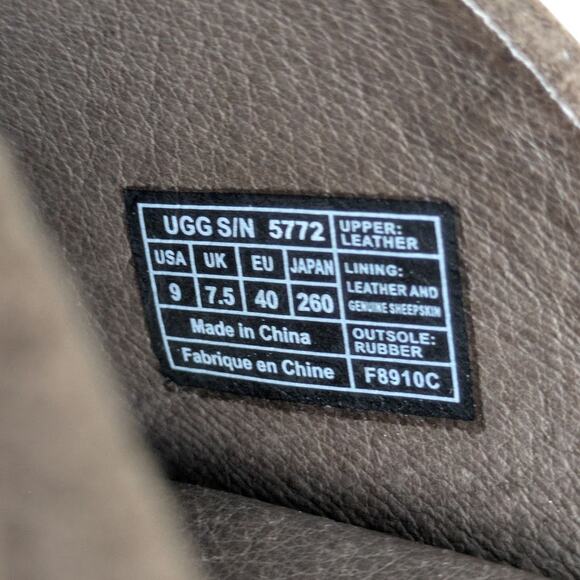 UGG S/N 5772
USA UK EU JAPAN
9 7.5 40 260
Made in China
Fabrique en Chine
UPPER:
LEATHER
LINING:
LEATHER AND
GENUINE SHEEPSKIN
OUTSOLE:
RUBBER
F8910C